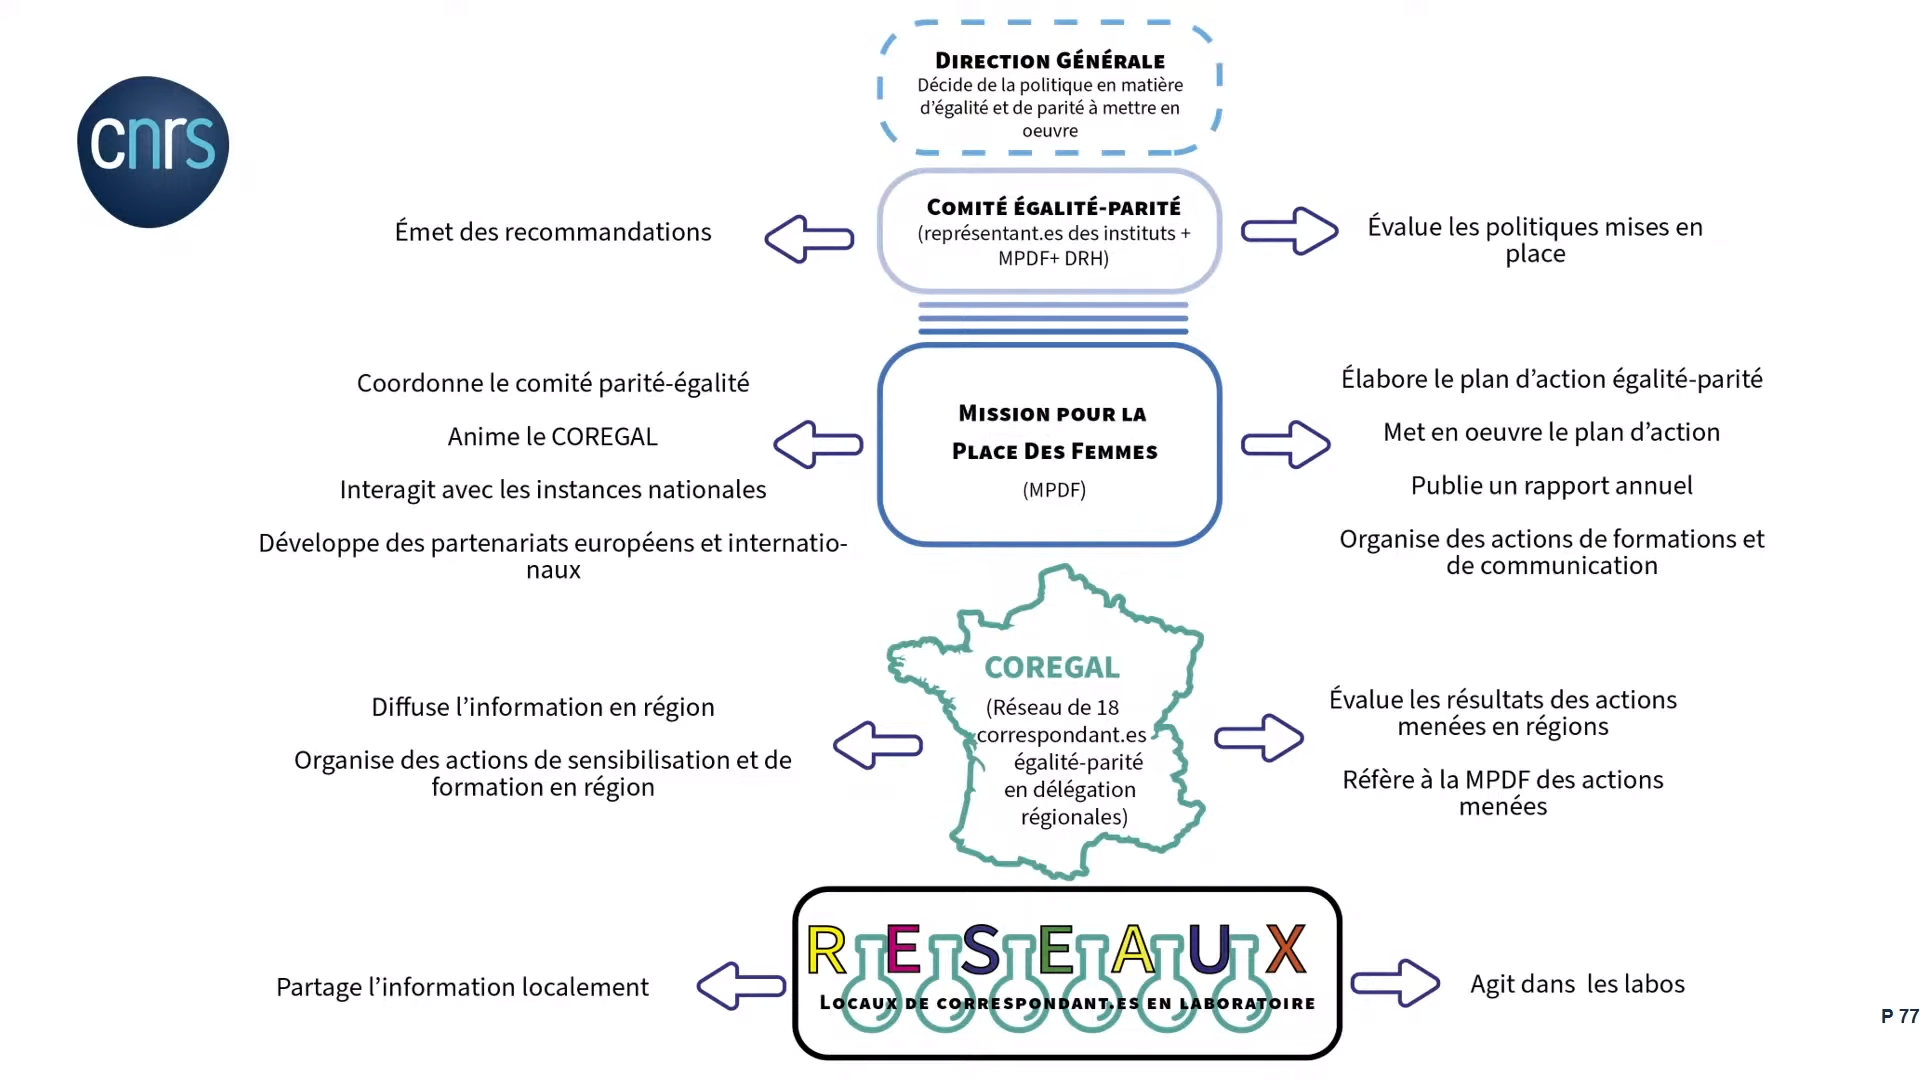 DIRECTION GÉNÉRALE
Décide de la politique en matière
d'égalité et de parité à mettre en
oeuvre
cnrs
COMITÉ ÉGALITÉ-PARITÉ
(représentant.es des instituts +
MPDF+ DRH)
Émet des recommandations
Évalue les politiques mises en
place
Coordonne le comité parité-égalité
Anime le COREGAL
Interagit avec les instances nationales
Développe des partenariats européens et internatio-
naux
MISSION POUR LA
PLACE DES FEMMES
(MPDF)
Élabore le plan d'action égalité-parité
Met en oeuvre le plan d'action
Publie un rapport annuel
Organise des actions de formations et
de communication
Diffuse l'information en région
Organise des actions de sensibilisation et de
formation en région
COREGAL
(Réseau de 18
correspondant.es
égalité-parité
en délégation
régionales)
Évalue les résultats des actions
menées en régions
Réfère à la MPDF des actions
menées
Partage l'information localement
RESEAUX
LOCAUX DE CORRESPONDANT.ES EN LABORATOIRE
Agit dans  les labos
P 77